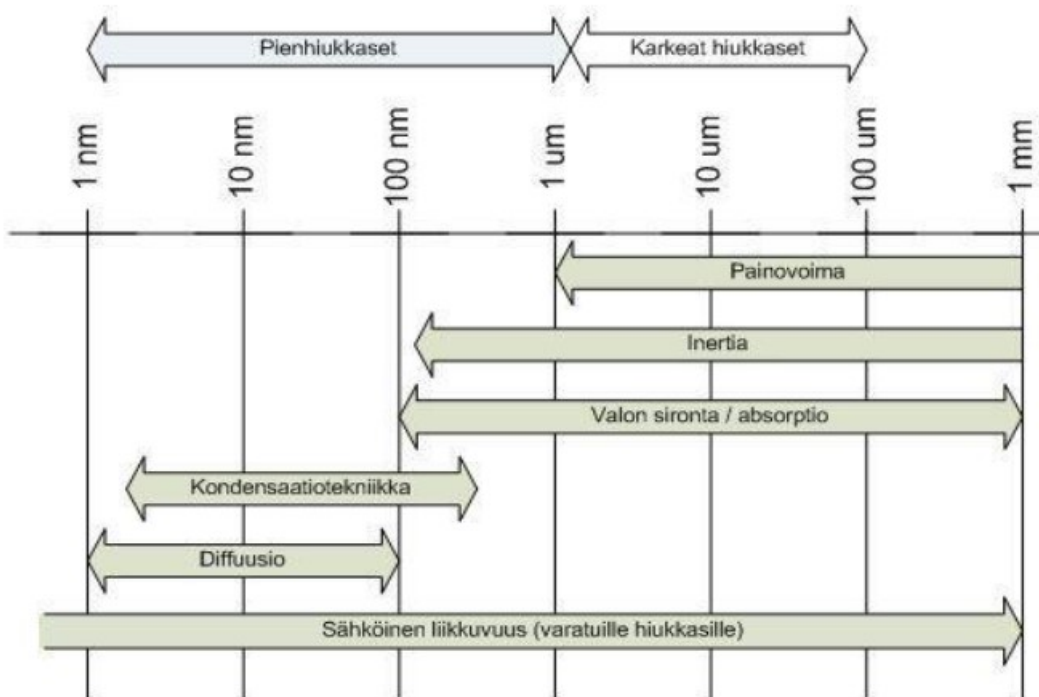 Pienhiukkaset
Karkeat hiukkaset
1 nm
10 nm
100 nm
1 um
10 um
100 um
1 mm
Painovoima
Inertia
Valon sironta / absorptio
Kondensaatiotekniikka
Diffuusio
Sähköinen liikkuvuus (varatuille hiukkasille)